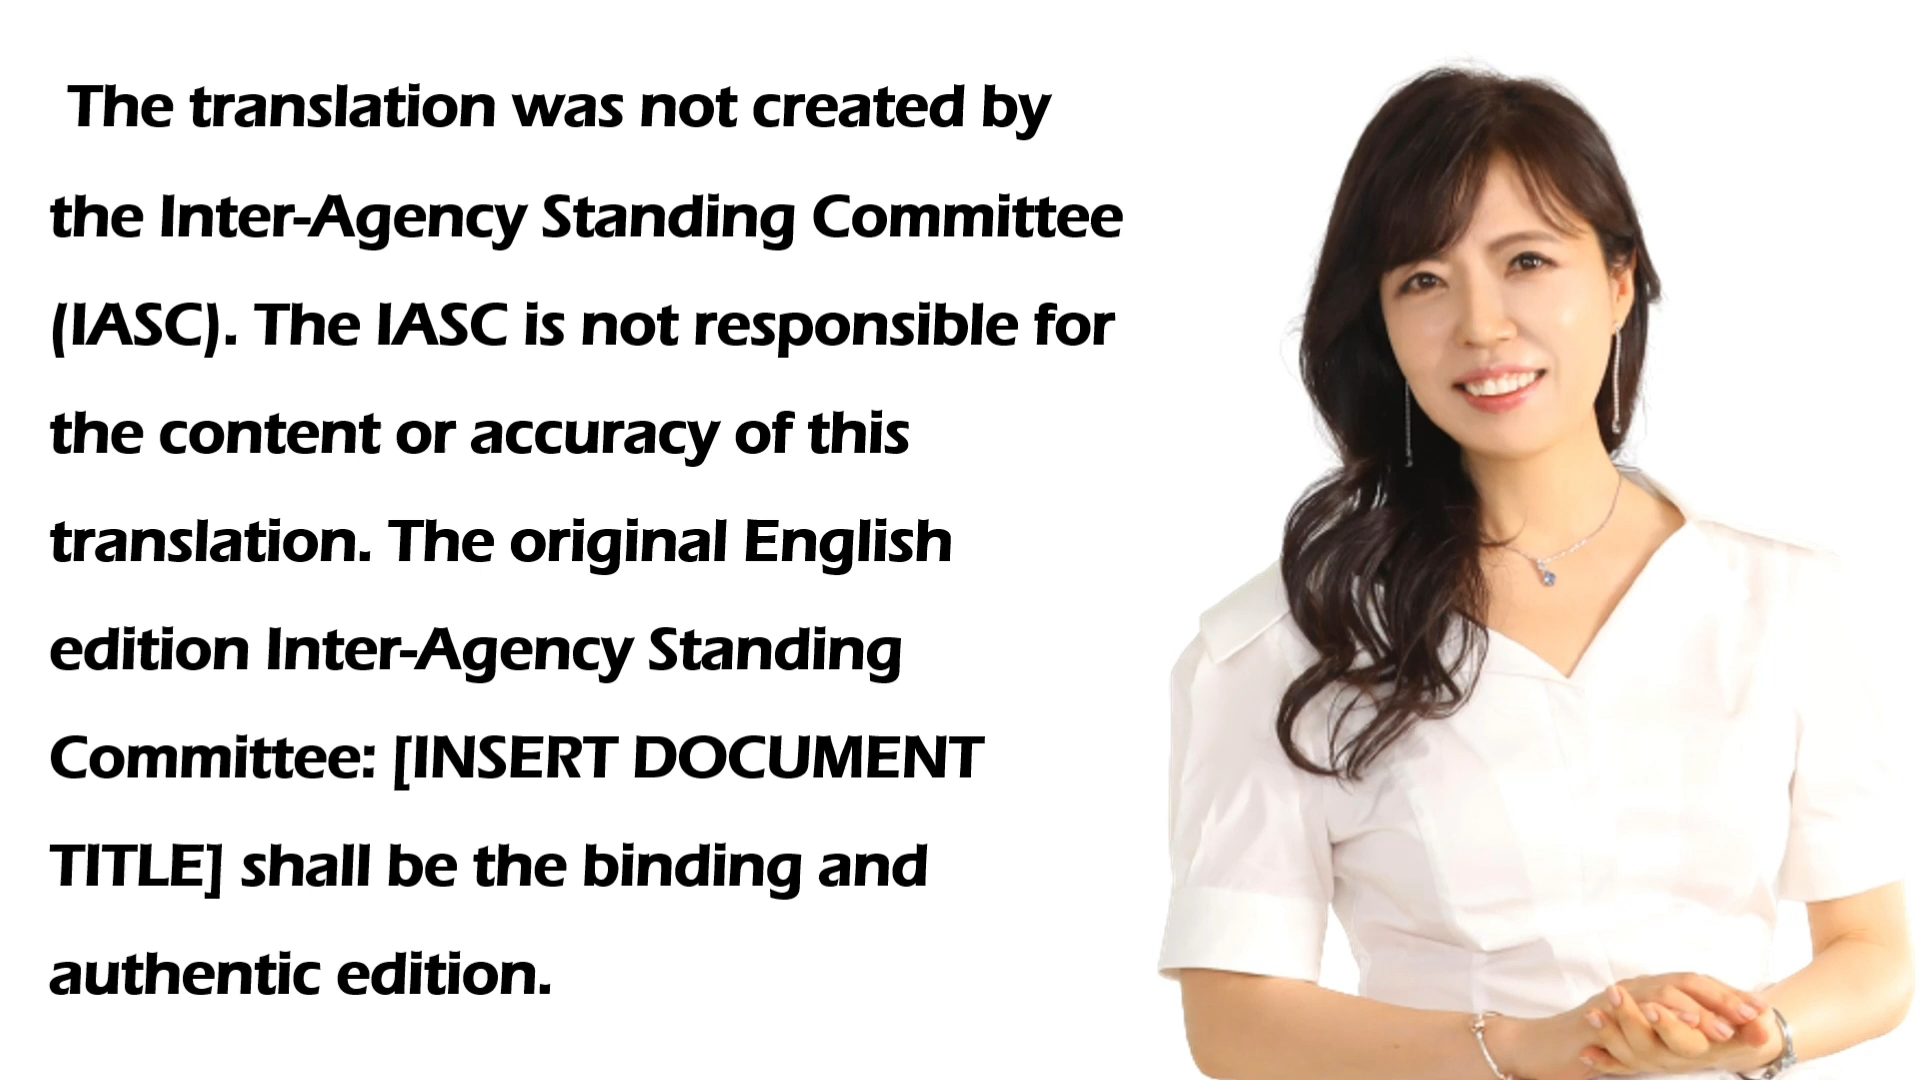 The translation was not created by
the Inter-Agency Standing Committee
(IASC). The IASC is not responsible for
the content or accuracy of this
translation. The original English
edition Inter-Agency Standing
Committee: [INSERT DOCUMENT
TITLE] shall be the binding and
authentic edition.